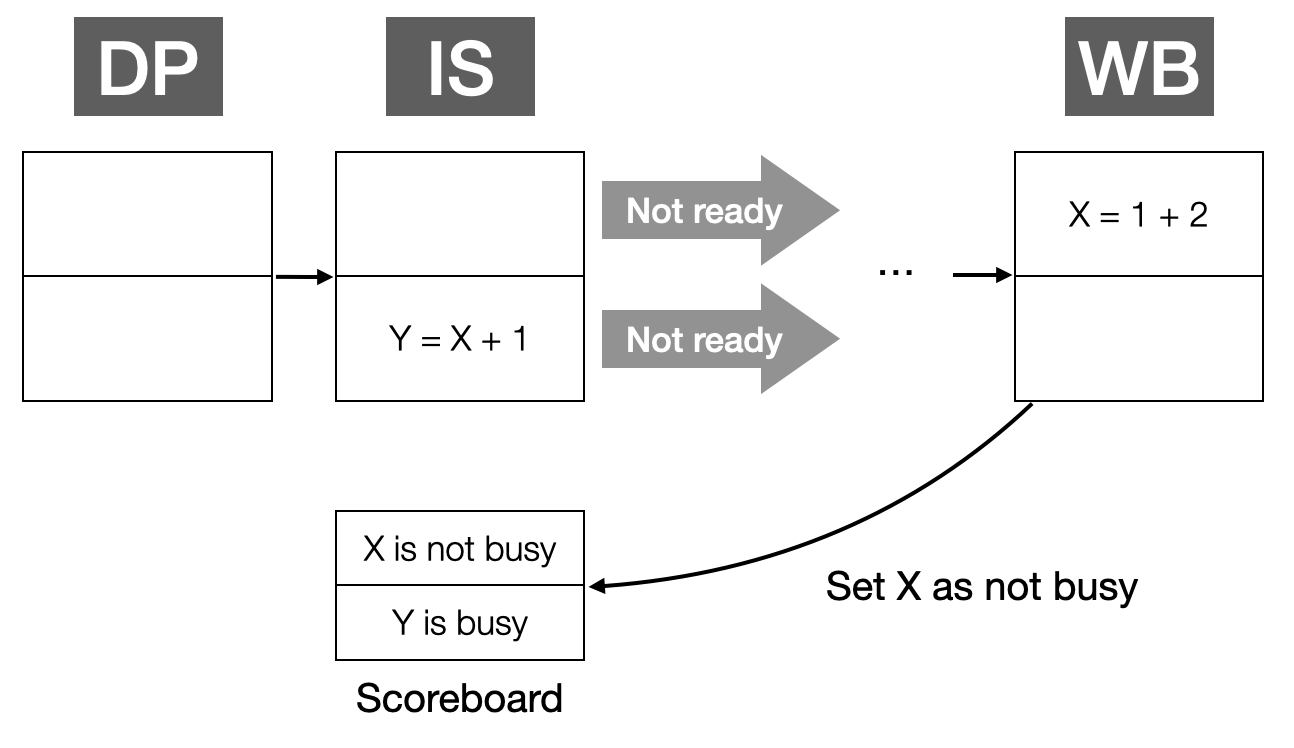 DP
IS
WB
Not ready
X = 1 + 2
...
Y = X + 1
Not ready
X is not busy
Y is busy
Set X as not busy
Scoreboard